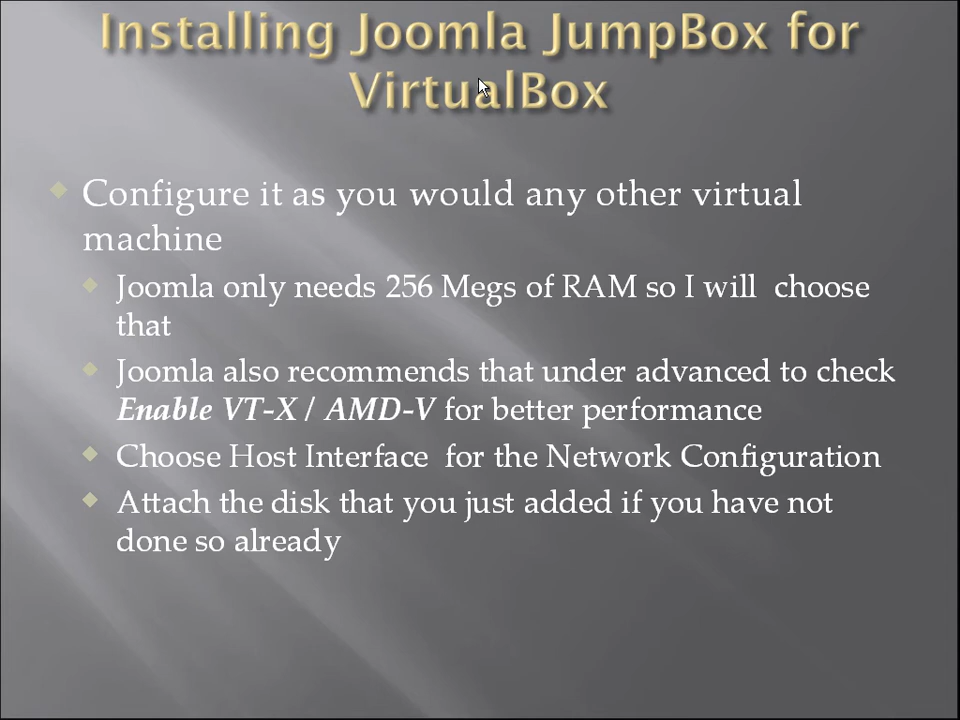 Installing Joomla JumpBox for
VirtualBox
Configure it as you would any other virtual
machine
Joomla only needs 256 Megs of RAM so I will  choose
that
Joomla also recommends that under advanced to check
Enable VT-X / AMD-V for better performance
Choose Host Interface  for the Network Configuration
Attach the disk that you just added if you have not
done so already